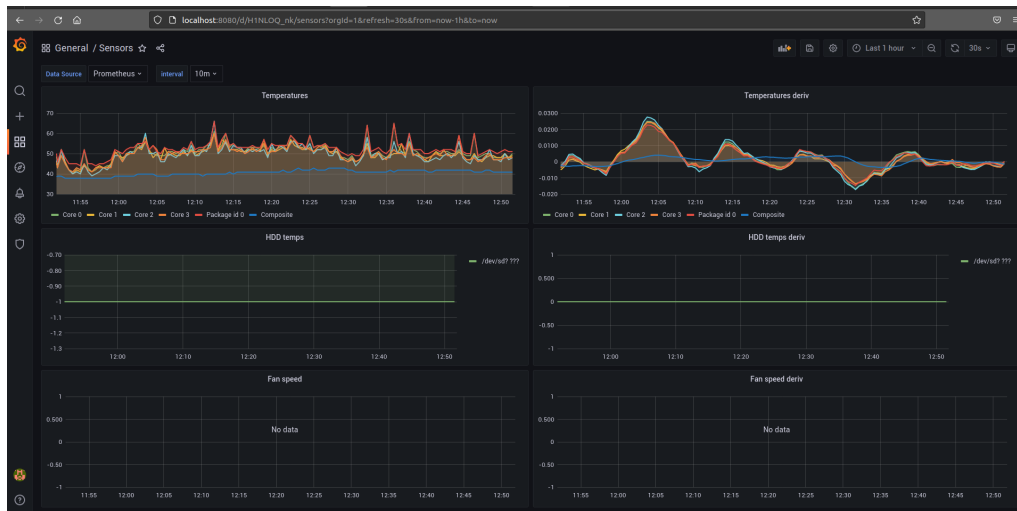 localhost:8080/d/H1NLOQ_nk/sensors?orgId=1&refresh=30s&from=now-1h&to=now
General / Sensors
Last 1 hour
30s
Data Source Prometheus interval 10m
Temperatures
70
60
50
40
30
11:55 12:00 12:05 12:10 12:15 12:20 12:25 12:30 12:35 12:40 12:45 12:50
Core 0 Core 1 Core 2 Core 3 Package id 0 Composite
Temperatures deriv
0.0300
0.0200
0.0100
0
-0.010
-0.020
11:55 12:00 12:05 12:10 12:15 12:20 12:25 12:30 12:35 12:40 12:45 12:50
Core 0 Core 1 Core 2 Core 3 Package id 0 Composite
HDD temps
-0.70
-0.80
-0.90
-1
-1.1
-1.2
-1.3
12:00 12:10 12:20 12:30 12:40 12:50
/dev/sd? ???
HDD temps deriv
1
0.500
0
-0.50
-1
12:00 12:10 12:20 12:30 12:40 12:50
/dev/sd? ???
Fan speed
1
0.500
0
-0.50
-1
No data
11:55 12:00 12:05 12:10 12:15 12:20 12:25 12:30 12:35 12:40 12:45 12:50
Fan speed deriv
1
0.500
0
-0.50
-1
No data
11:55 12:00 12:05 12:10 12:15 12:20 12:25 12:30 12:35 12:40 12:45 12:50